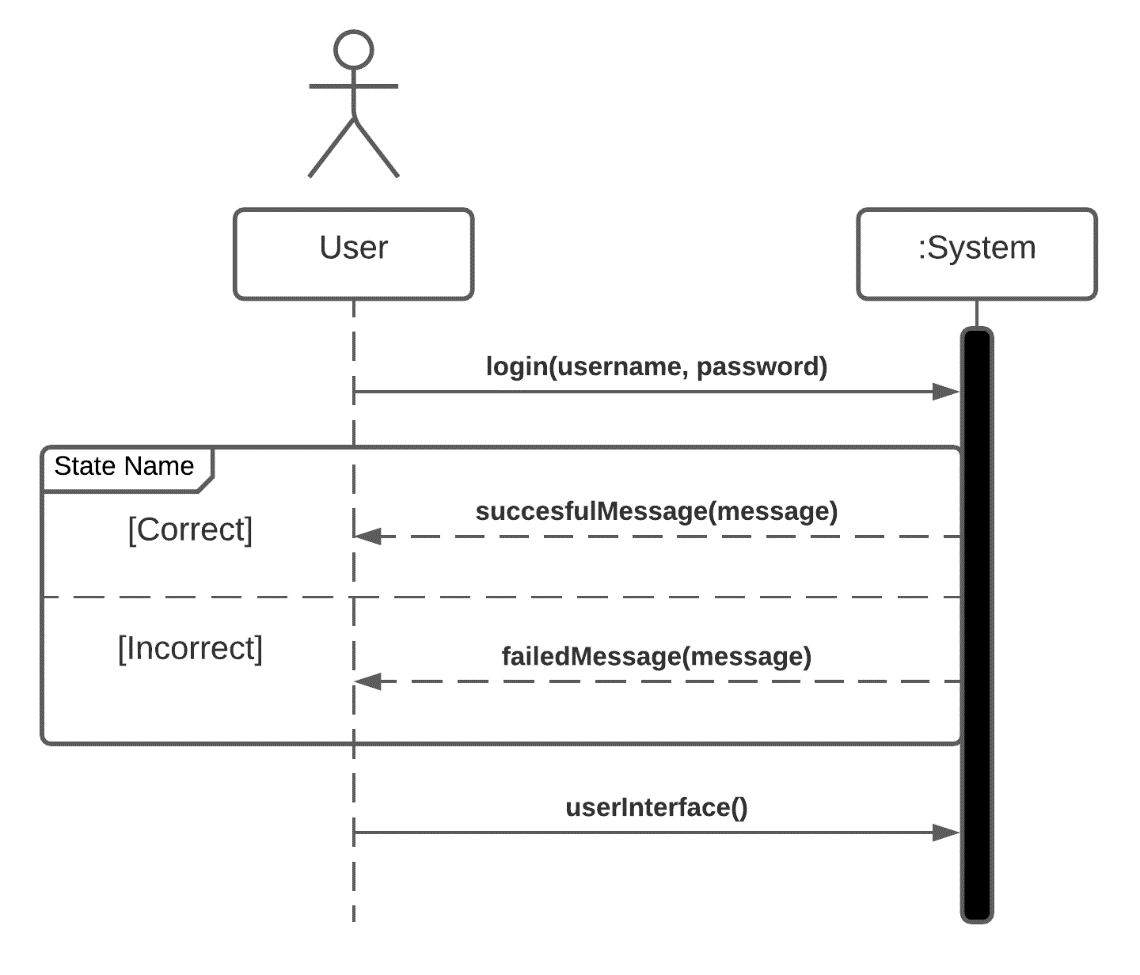 User
:System
login(username, password)
State Name
[Correct]
succesfulMessage(message)
[Incorrect]
failedMessage(message)
userInterface()